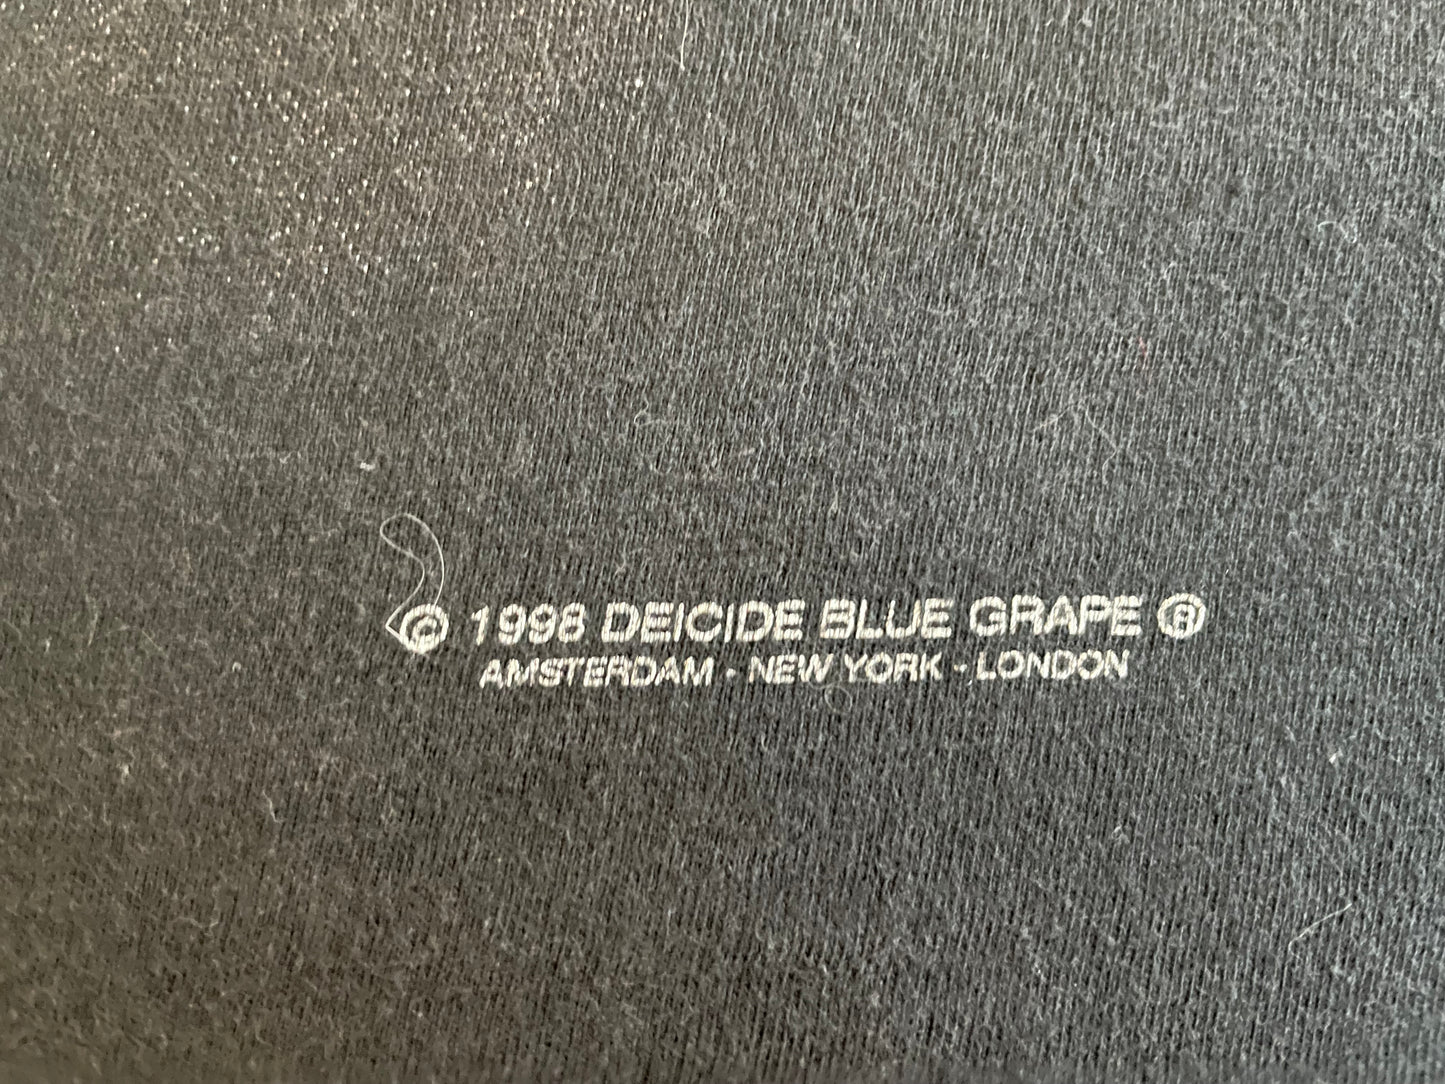 © 1998 DEICIDE BLUE GRAPE ®
AMSTERDAM · NEW YORK · LONDON